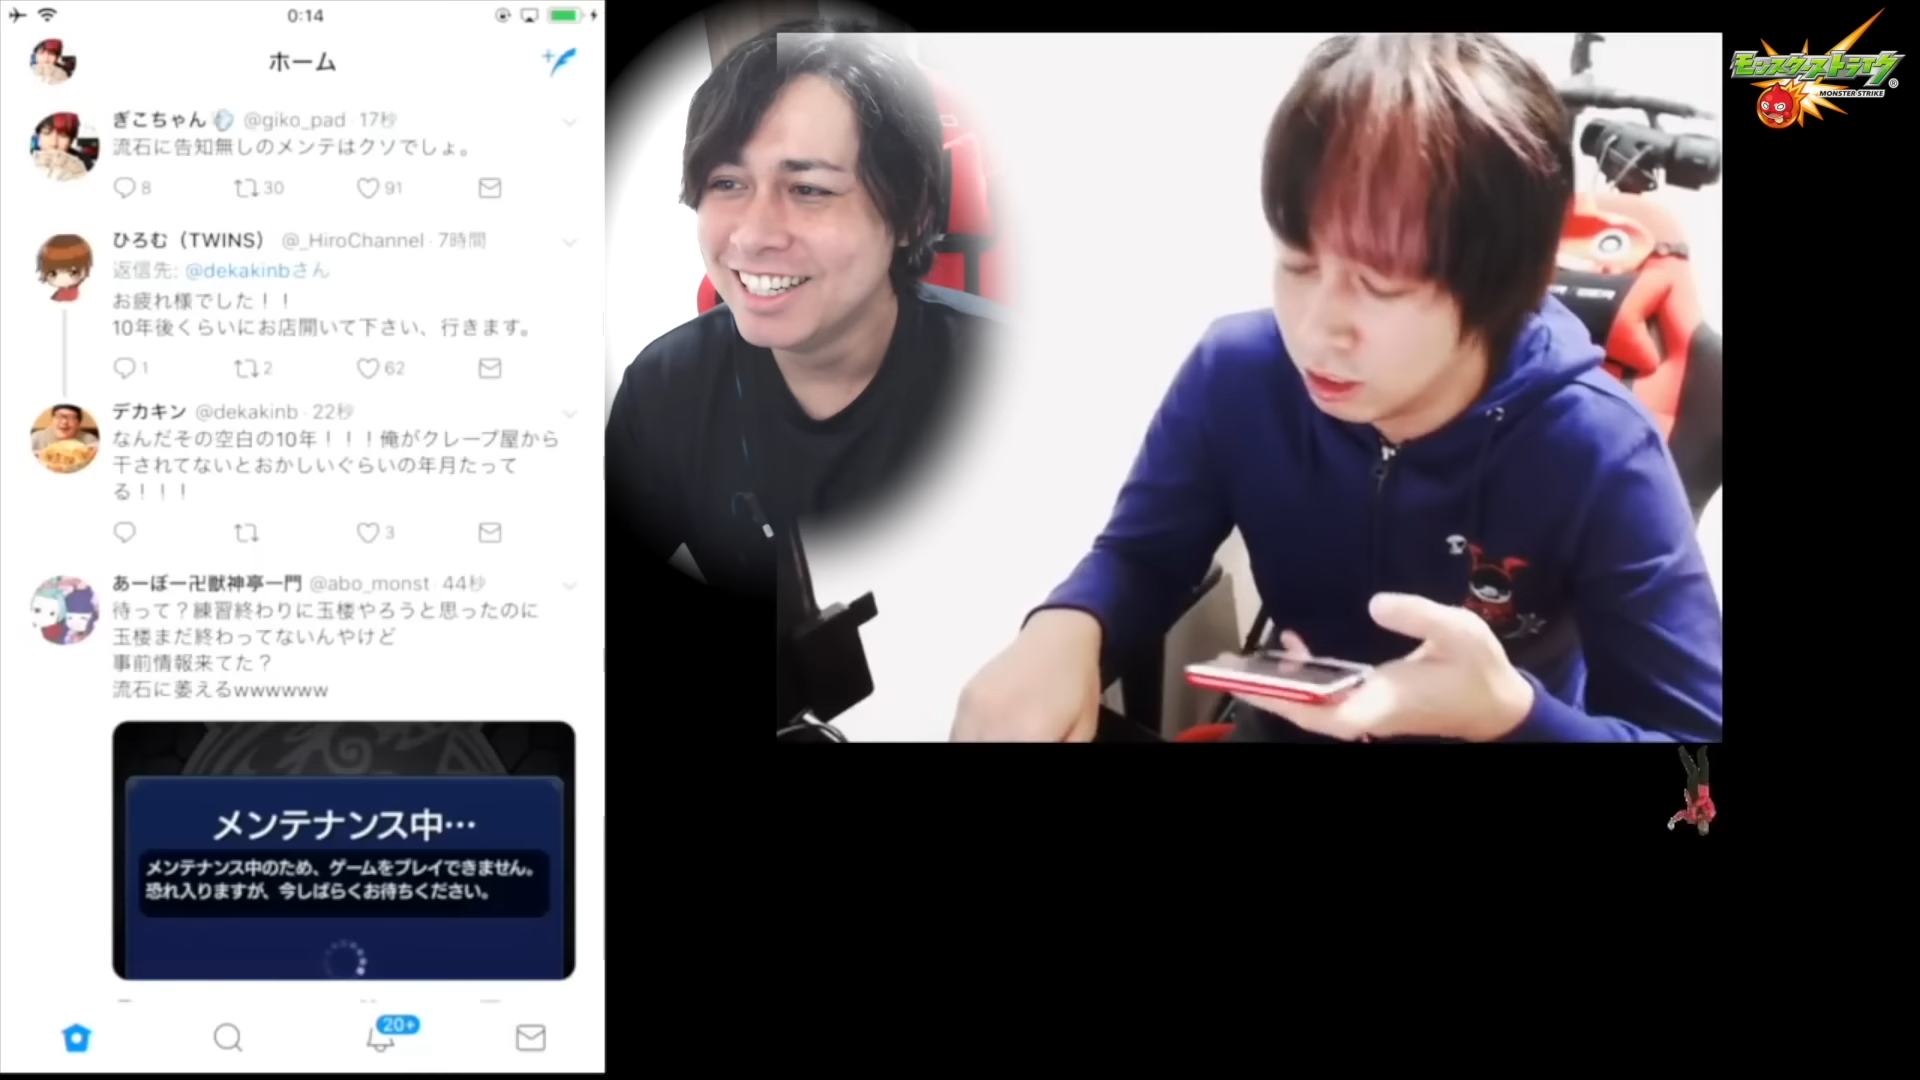 0:14
ホーム
ぎこちゃん @giko_pad · 17秒
流石に告知無しのメンテはクソでしょ。
8 30 91
ひろむ（TWINS） @_HiroChannel · 7時間
返信先: @dekakinbさん
お疲れ様でした！！
10年後くらいにお店開いて下さい、行きます。
1 2 62
デカキン @dekakinb · 22秒
なんだその空白の10年！！！俺がクレープ屋から
干されてないとおかしいぐらいの年月たって
る！！！
3
あーぼー卍獣神亭一門 @abo_monst · 44秒
待って？練習終わりに玉楼やろうと思ったのに
玉楼まだ終わってないんやけど
事前情報来てた？
流石に萎えるwwwwww
メンテナンス中…
メンテナンス中のため、ゲームをプレイできません。
恐れ入りますが、今しばらくお待ちください。
20+
モンスターストライク
MONSTER STRIKE